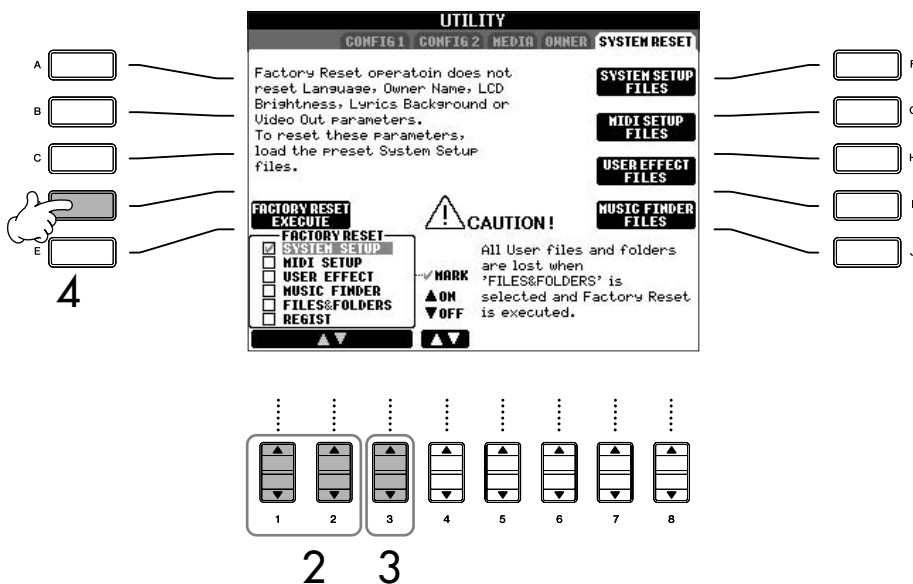 UTILITY
CONFIG 1 CONFIG 2 MEDIA OWNER SYSTEM RESET
Factory Reset operatoin does not
reset Language, Owner Name, LCD
Brightness, Lyrics Background or
Video Out parameters.
To reset these parameters,
load the preset System Setup
files.
SYSTEM SETUP
FILES
MIDI SETUP
FILES
USER EFFECT
FILES
MUSIC FINDER
FILES
FACTORY RESET
EXECUTE
FACTORY RESET
SYSTEM SETUP
MIDI SETUP
USER EFFECT
MUSIC FINDER
FILES&FOLDERS
REGIST
MARK
▲ON
▼OFF
CAUTION!
All User files and folders
are lost when
'FILES&FOLDERS' is
selected and Factory Reset
is executed.
A
B
C
E
4
1 2 3 4 5 6 7 8
2 3